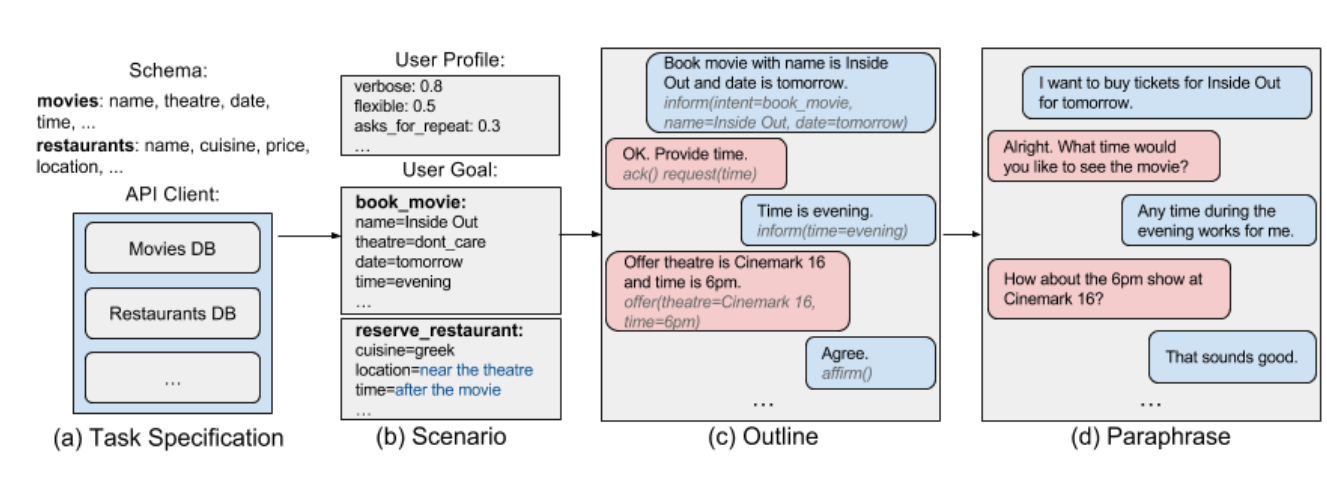 Schema:
movies: name, theatre, date,
time, ...
restaurants: name, cuisine, price,
location, ...
API Client:
Movies DB
Restaurants DB
...
(a) Task Specification
User Profile:
verbose: 0.8
flexible: 0.5
asks_for_repeat: 0.3
...
User Goal:
book_movie:
name=Inside Out
theatre=dont_care
date=tomorrow
time=evening
...
reserve_restaurant:
cuisine=greek
location=near the theatre
time=after the movie
...
(b) Scenario
Book movie with name is Inside
Out and date is tomorrow.
inform(intent=book_movie,
name=Inside Out, date=tomorrow)
OK. Provide time.
ack() request(time)
Time is evening.
inform(time=evening)
Offer theatre is Cinemark 16
and time is 6pm.
offer(theatre=Cinemark 16,
time=6pm)
Agree.
affirm()
...
(c) Outline
I want to buy tickets for Inside Out
for tomorrow.
Alright. What time would
you like to see the movie?
Any time during the
evening works for me.
How about the 6pm show at
Cinemark 16?
That sounds good.
...
(d) Paraphrase